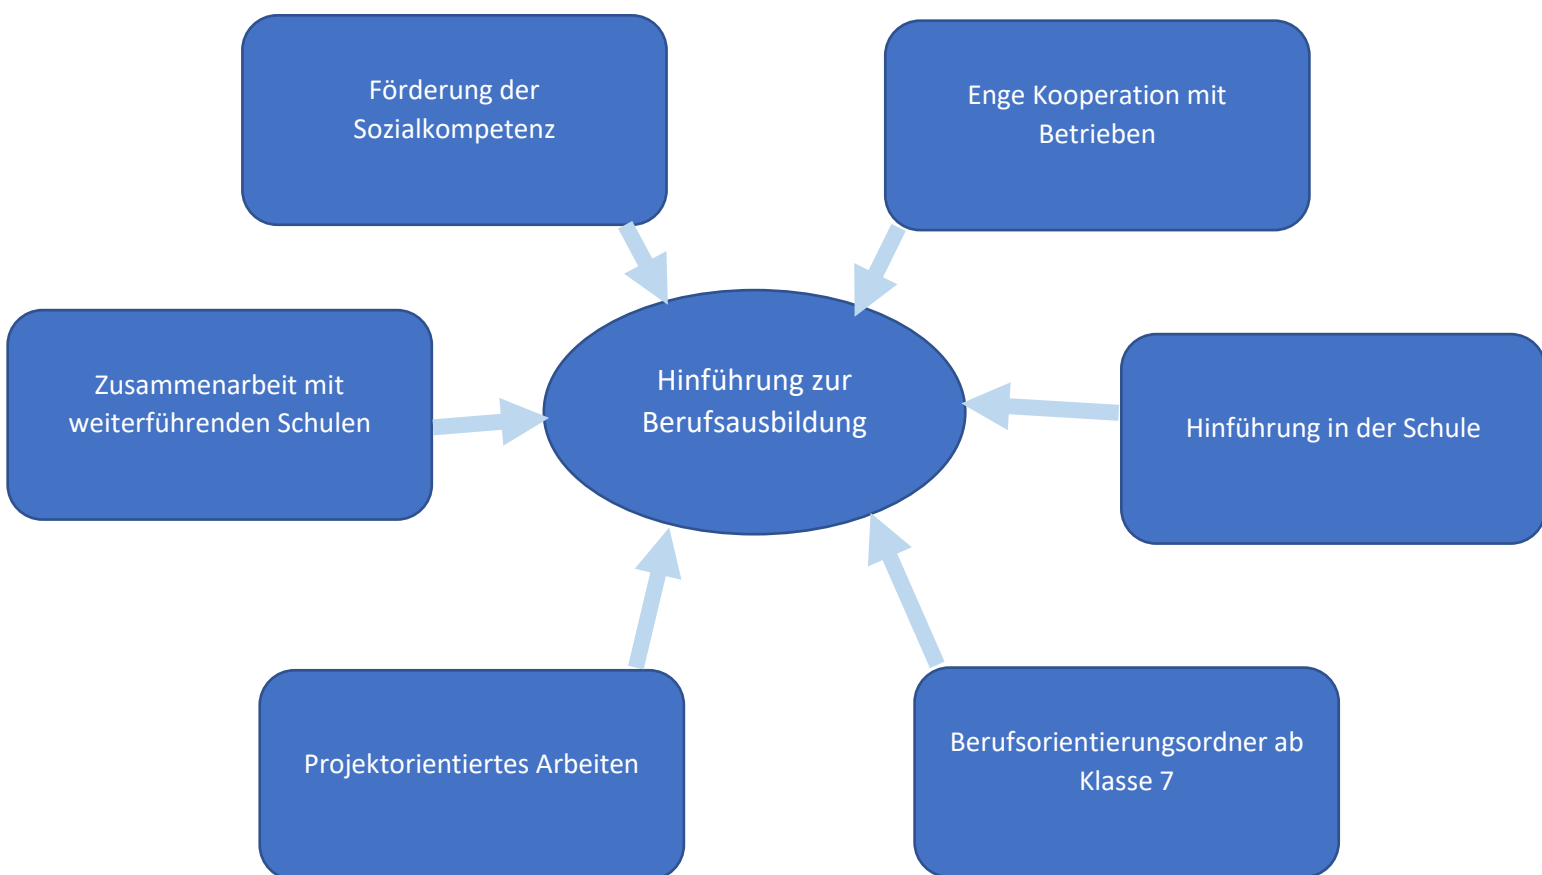 Förderung der
Sozialkompetenz
Enge Kooperation mit
Betrieben
Zusammenarbeit mit
weiterführenden Schulen
Hinführung zur
Berufsausbildung
Hinführung in der Schule
Projektorientiertes Arbeiten
Berufsorientierungsordner ab
Klasse 7